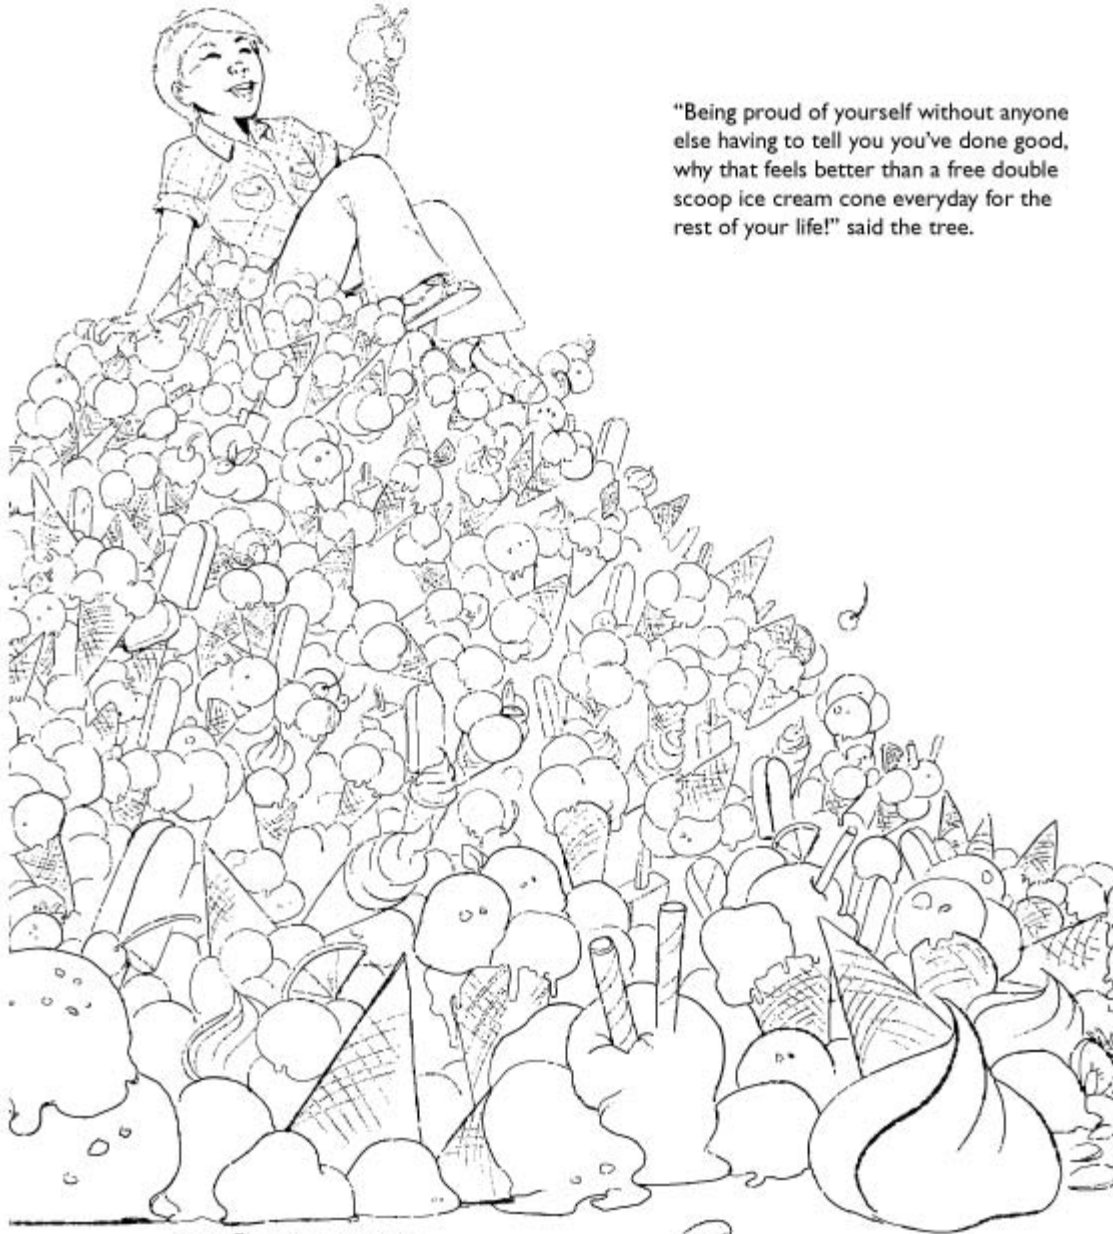 “Being proud of yourself without anyone
else having to tell you you’ve done good,
why that feels better than a free double
scoop ice cream cone everyday for the
rest of your life!” said the tree.